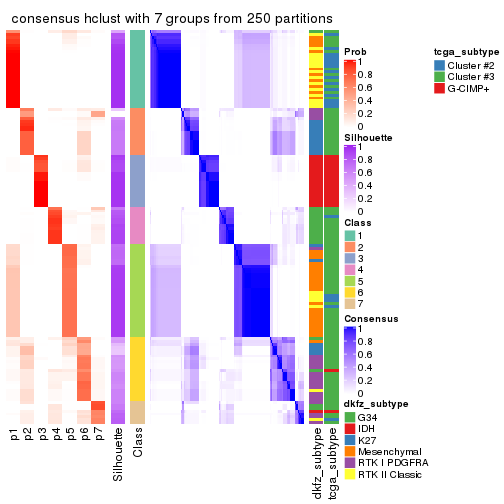 consensus hclust with 7 groups from 250 partitions
Prob
1
0.8
0.6
0.4
0.2
0
Silhouette
1
0.8
0.6
0.4
0.2
0
Class
1
2
3
4
5
6
7
Consensus
1
0.8
0.6
0.4
0.2
0
dkfz_subtype
G34
IDH
K27
Mesenchymal
RTK I PDGFRA
RTK II Classic
tcga_subtype
Cluster #2
Cluster #3
G-CIMP+
p1
p2
p3
p4
p5
p6
p7
Silhouette
Class
dkfz_subtype
tcga_subtype